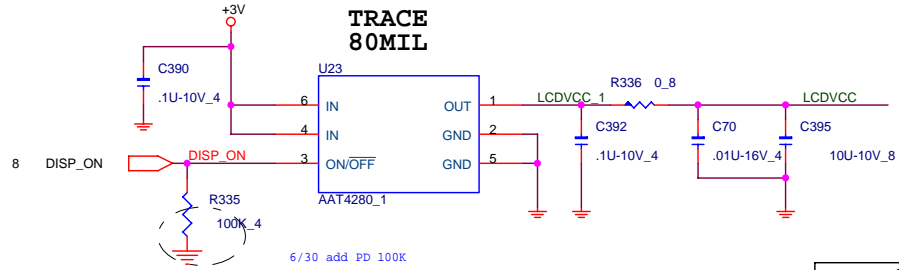 +3V
TRACE
80MIL
C390
.1U-10V_4
U23
6 IN
4 IN
3 ON/OFF
OUT 1
GND 2
GND 5
AAT4280_1
LCDVCC_1
R336 0_8
LCDVCC
C392
.1U-10V_4
C70
.01U-16V_4
C395
10U-10V_8
8 DISP_ON
DISP_ON
R335
100K_4
6/30 add PD 100K